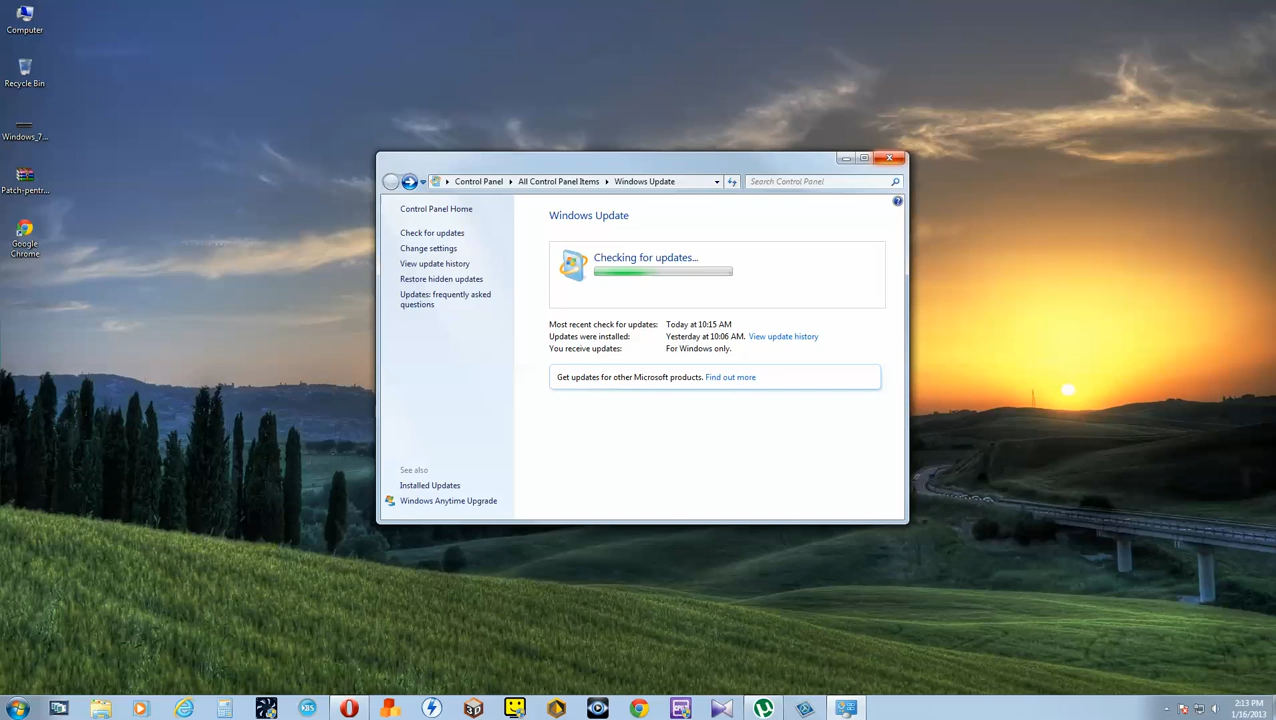 Computer
Recycle Bin
Windows_7...
Patch-pentr...
Google
Chrome
Control Panel
All Control Panel Items
Windows Update
Search Control Panel
Control Panel Home
Check for updates
Change settings
View update history
Restore hidden updates
Updates: frequently asked
questions
See also
Installed Updates
Windows Anytime Upgrade
Windows Update
Checking for updates...
Most recent check for updates: Today at 10:15 AM
Updates were installed: Yesterday at 10:06 AM. View update history
You receive updates: For Windows only.
Get updates for other Microsoft products. Find out more
KBS
3D
2:13 PM
1/16/2013